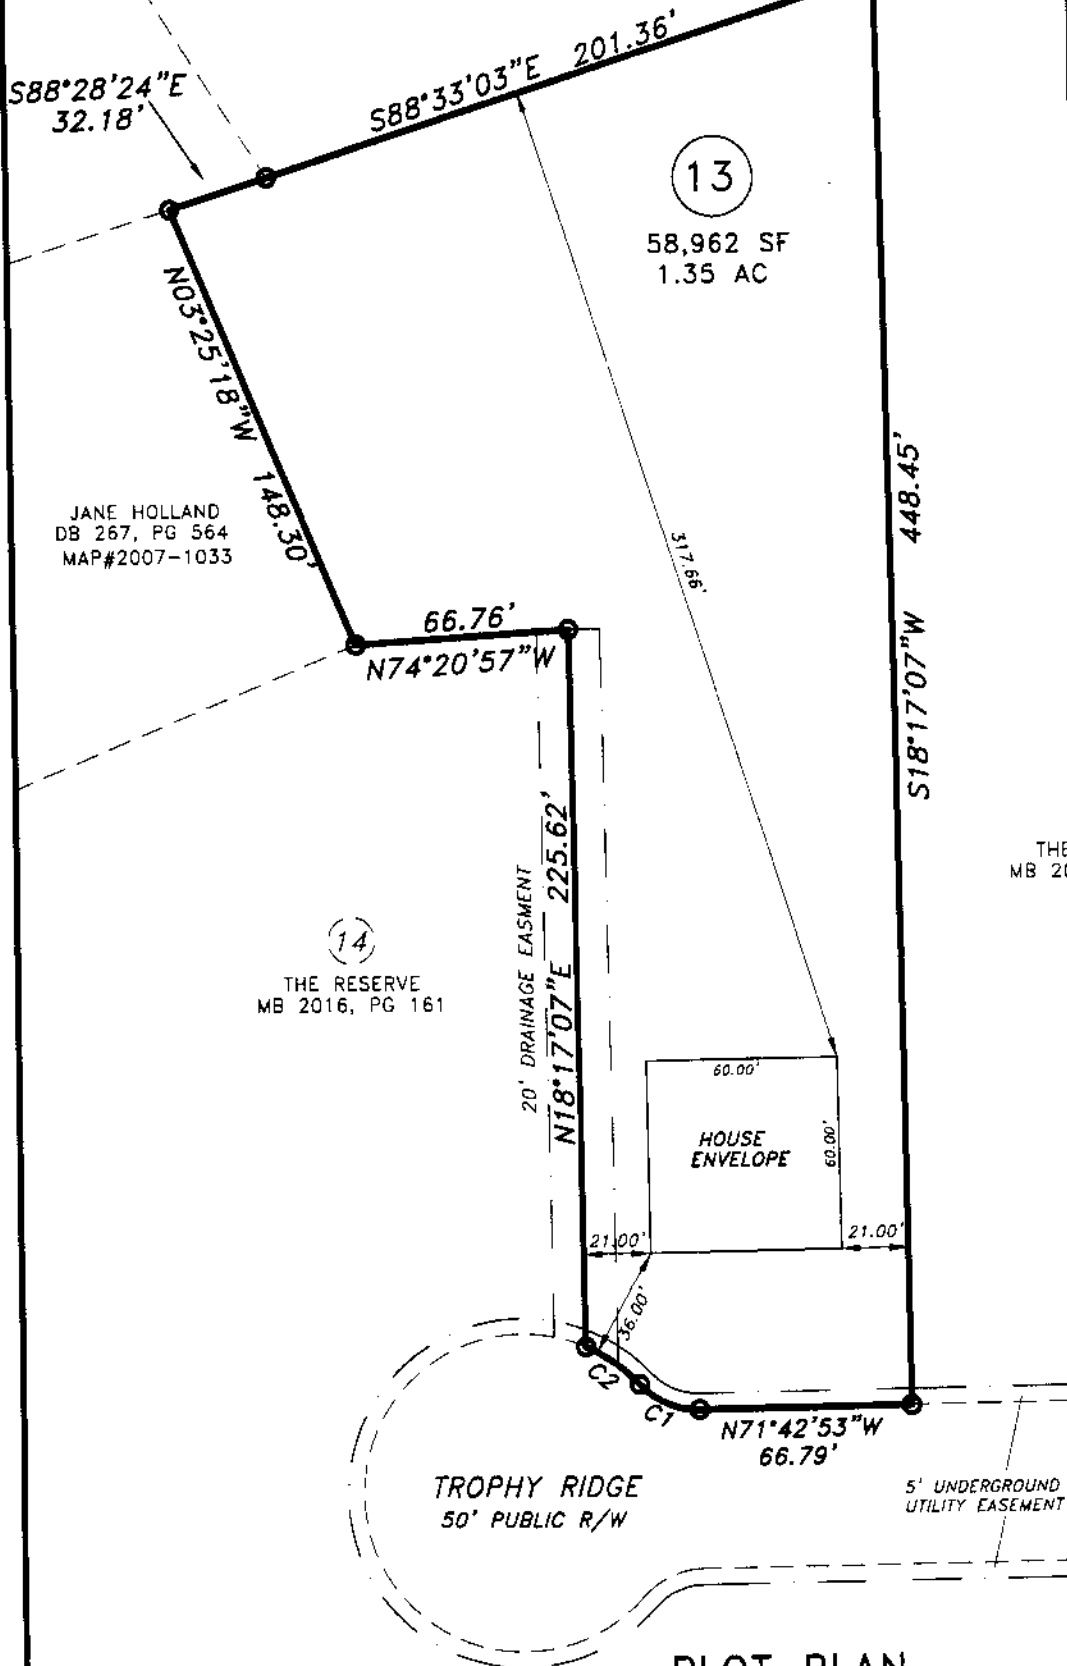 S88°33'03"E 201.36'
S88°28'24"E
32.18'
13
58,962 SF
1.35 AC
N03°25'18"W 148.30'
JANE HOLLAND
DB 267, PG 564
MAP#2007-1033
317.66'
S18°17'07"W 448.45'
66.76'
N74°20'57"W
20' DRAINAGE EASMENT
N18°17'07"E 225.62'
THE
MB 20
14
THE RESERVE
MB 2016, PG 161
60.00'
60.00'
HOUSE
ENVELOPE
21.00'
21.00'
36.00'
C2
C1
N71°42'53"W
66.79'
TROPHY RIDGE
50' PUBLIC R/W
5' UNDERGROUND
UTILITY EASEMENT
PLOT PLAN